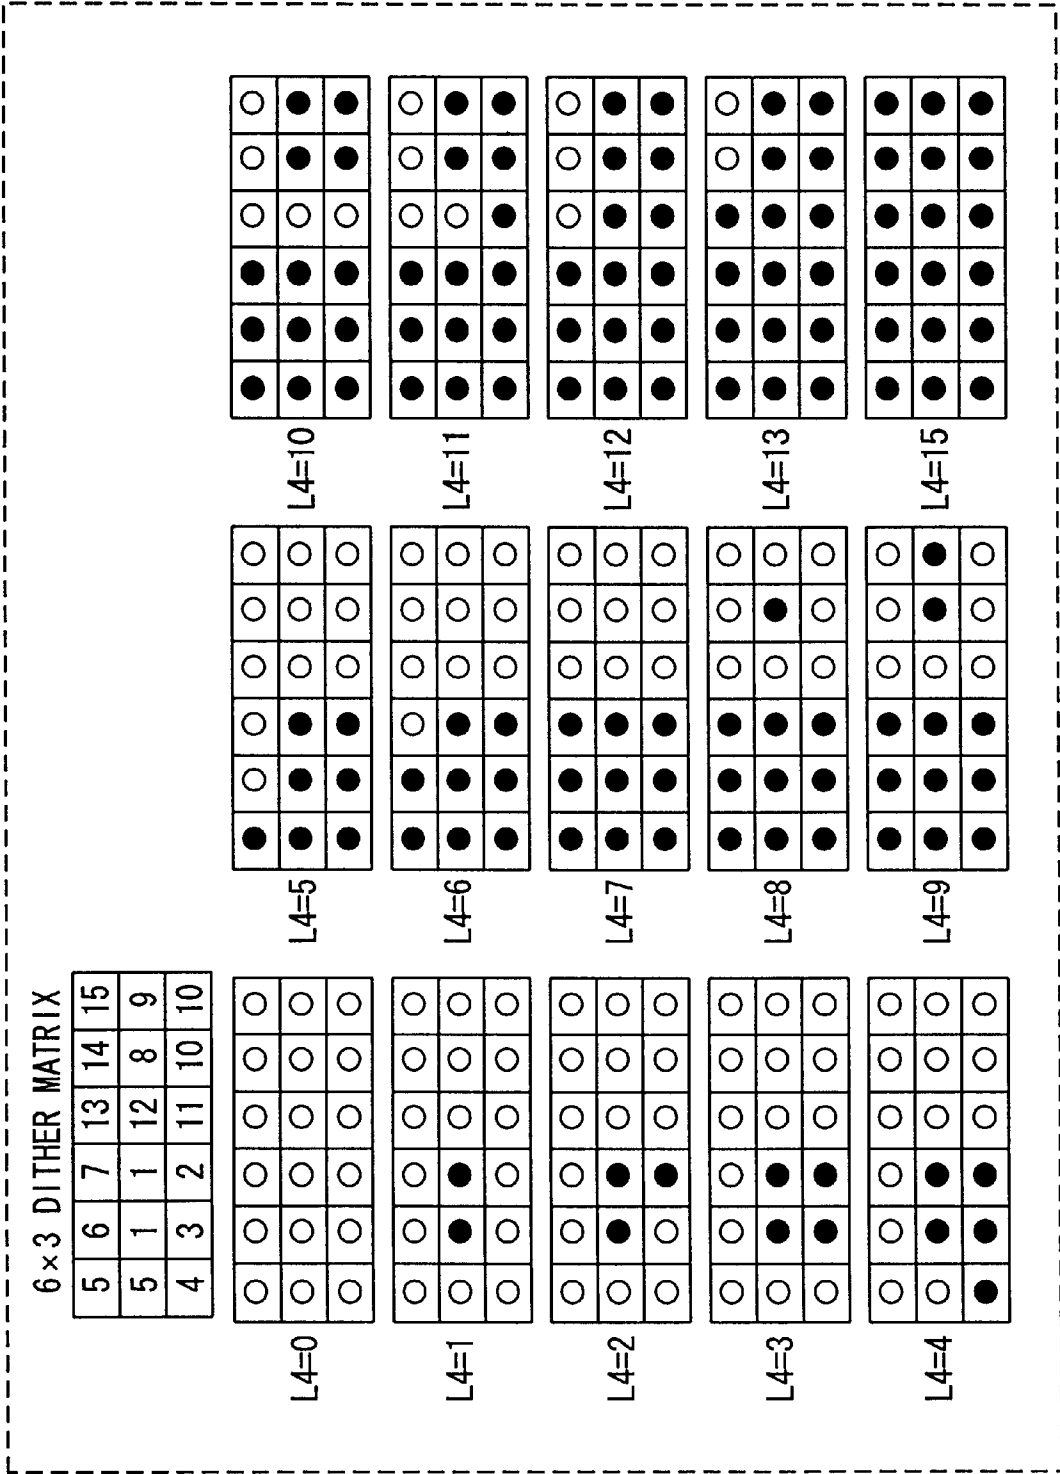 6×3 DITHER MATRIX
5 6 7 13 14 15
5 1 1 12 8 9
4 3 2 11 10 10
L4=0
L4=1
L4=2
L4=3
L4=4
L4=5
L4=6
L4=7
L4=8
L4=9
L4=10
L4=11
L4=12
L4=13
L4=15